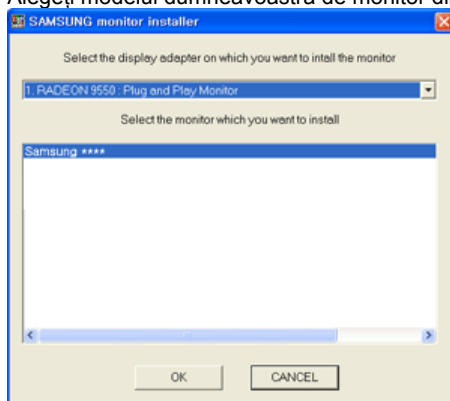 Alegeți modelul dumneavoastră de monitor di
SAMSUNG monitor installer
Select the display adapter on which you want to intall the monitor
1. RADEON 9550 : Plug and Play Monitor
Select the monitor which you want to install
Samsung ****
OK CANCEL